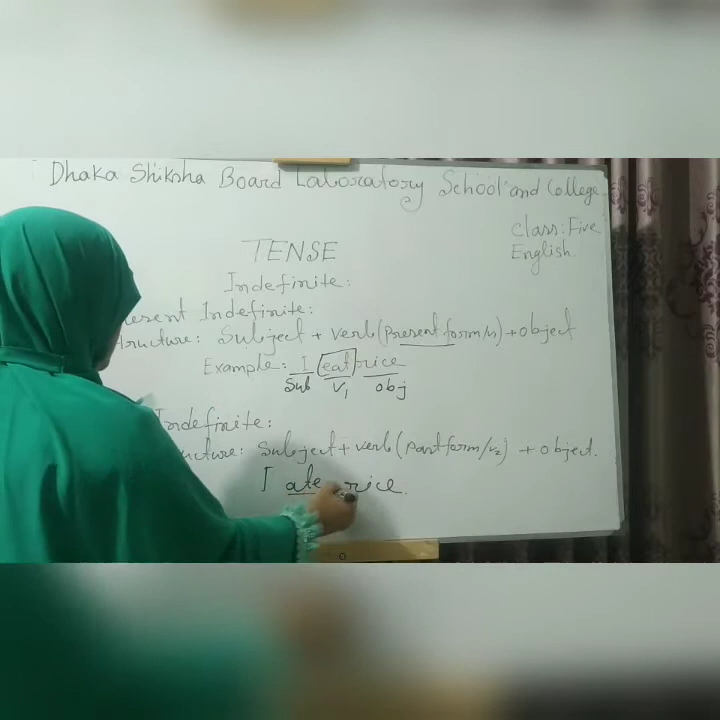 Dhaka Shiksha Board Laboratory School and College
Class: Five
English
TENSE
Indefinite:
resent Indefinite:
tructure: Subject + verb (present form/v1) + object
Example: I eat rice
Sub V1 obj
Indefinite:
ucture: Subject + verb (past form/v2) + object.
I ate rice.